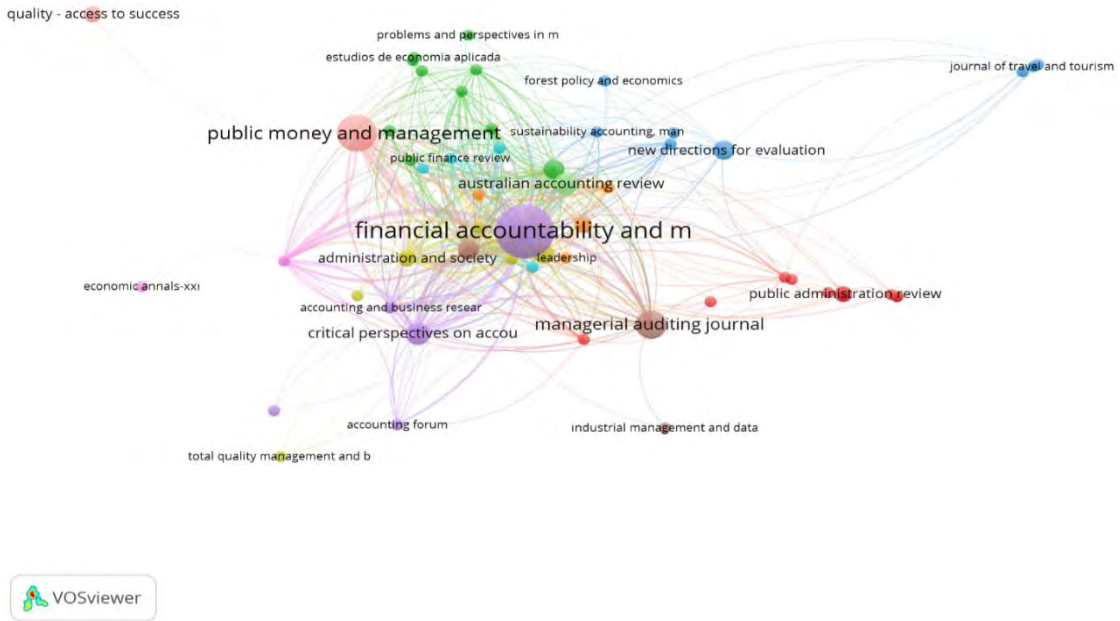 quality - access to success
problems and perspectives in m
estudios de economia aplicada
journal of travel and tourism
forest policy and economics
public money and management
sustainability accounting, man
new directions for evaluation
public finance review
australian accounting review
financial accountability and m
administration and society
leadership
economic annals-xxi
public administration review
accounting and business resear
managerial auditing journal
critical perspectives on accou
accounting forum
industrial management and data
total quality management and b
VOSviewer